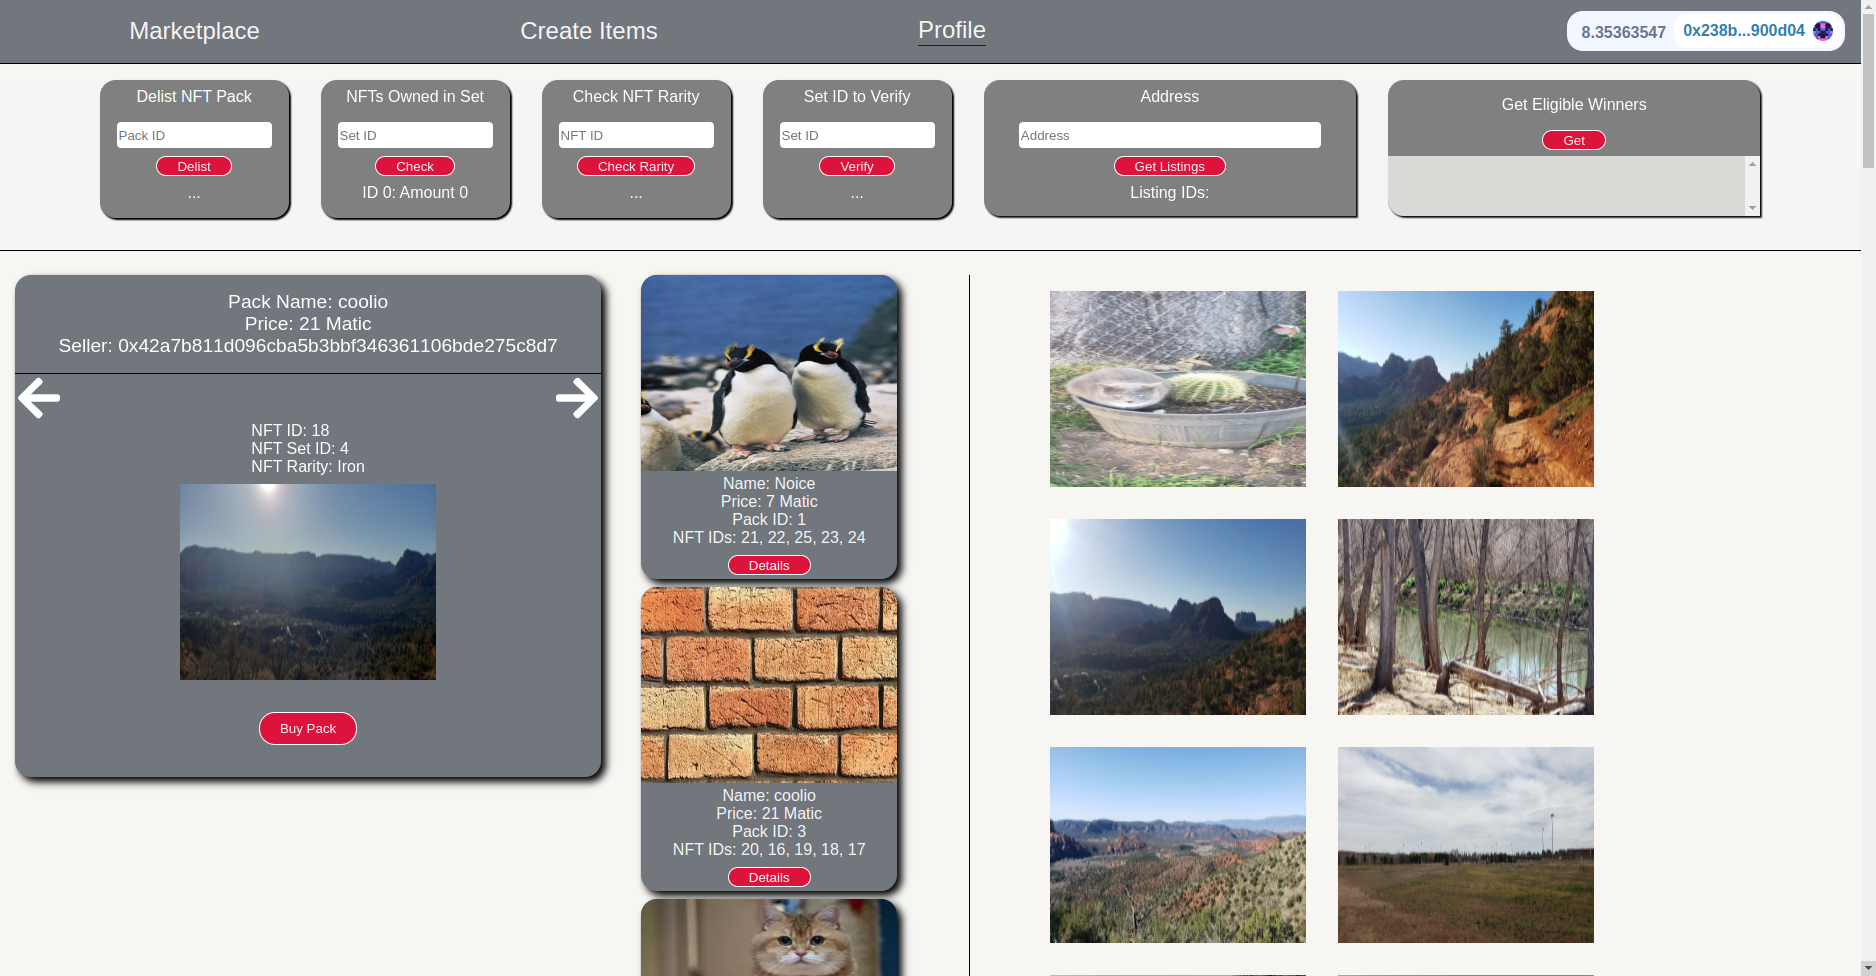 Marketplace
Create Items
Profile
8.35363547
0x238b...900d04
Delist NFT Pack
Pack ID
Delist
...
NFTs Owned in Set
Set ID
Check
ID 0: Amount 0
Check NFT Rarity
NFT ID
Check Rarity
...
Set ID to Verify
Set ID
Verify
...
Address
Address
Get Listings
Listing IDs:
Get Eligible Winners
Get
Pack Name: coolio
Price: 21 Matic
Seller: 0x42a7b811d096cba5b3bbf346361106bde275c8d7
NFT ID: 18
NFT Set ID: 4
NFT Rarity: Iron
Buy Pack
Name: Noice
Price: 7 Matic
Pack ID: 1
NFT IDs: 21, 22, 25, 23, 24
Details
Name: coolio
Price: 21 Matic
Pack ID: 3
NFT IDs: 20, 16, 19, 18, 17
Details